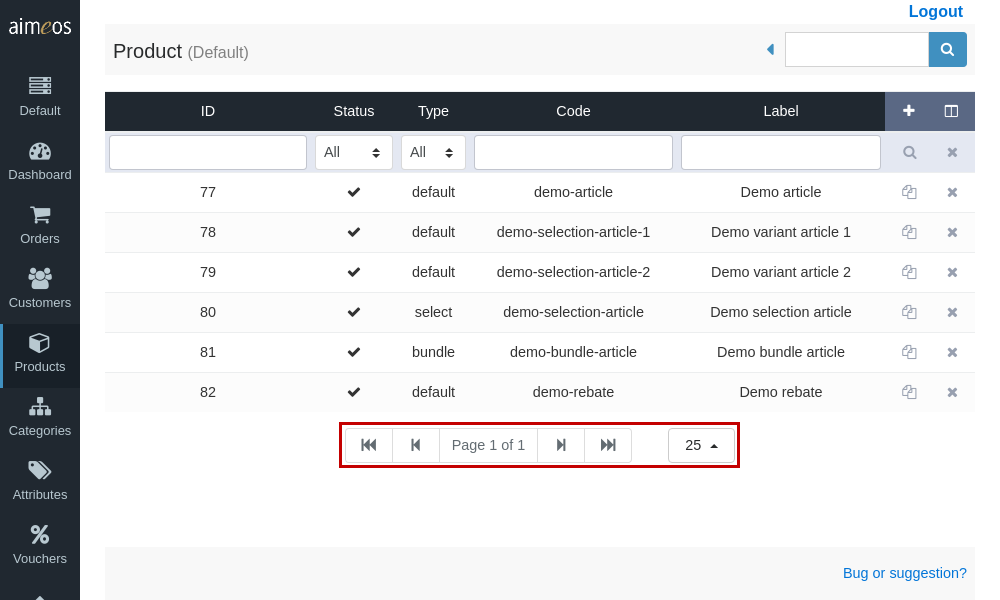 aimeos
Logout
Product (Default)
Default
Dashboard
Orders
Customers
Products
Categories
Attributes
Vouchers
ID Status Type Code Label
All All
77 default demo-article Demo article
78 default demo-selection-article-1 Demo variant article 1
79 default demo-selection-article-2 Demo variant article 2
80 select demo-selection-article Demo selection article
81 bundle demo-bundle-article Demo bundle article
82 default demo-rebate Demo rebate
Page 1 of 1 25
Bug or suggestion?